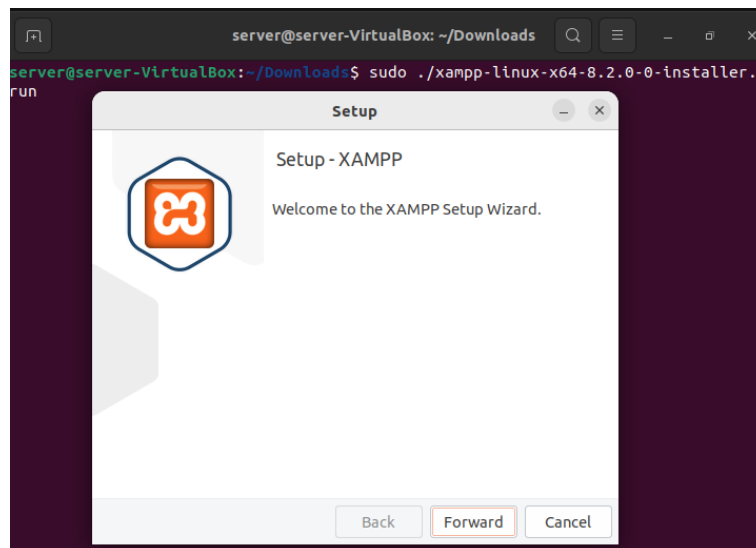 server@server-VirtualBox: ~/Downloads
server@server-VirtualBox:~/Downloads$ sudo ./xampp-linux-x64-8.2.0-0-installer.
run
Setup
Setup - XAMPP
Welcome to the XAMPP Setup Wizard.
Back Forward Cancel